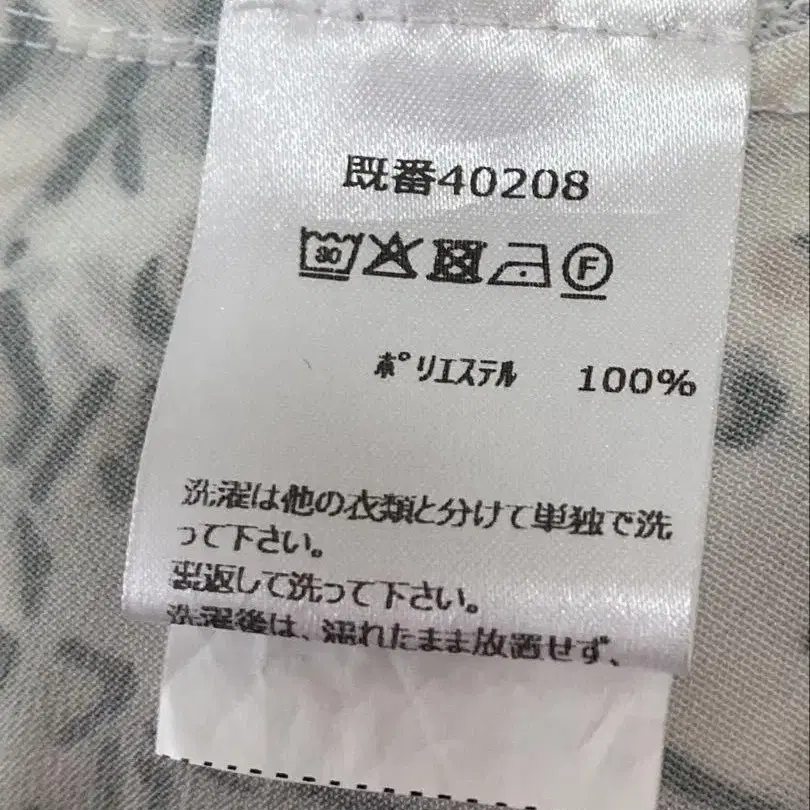 既番40208
30 F
ポリエステル 100%
洗濯は他の衣類と分けて単独で洗
って下さい。
裏返して洗って下さい。
洗濯後は、濡れたまま放置せず、